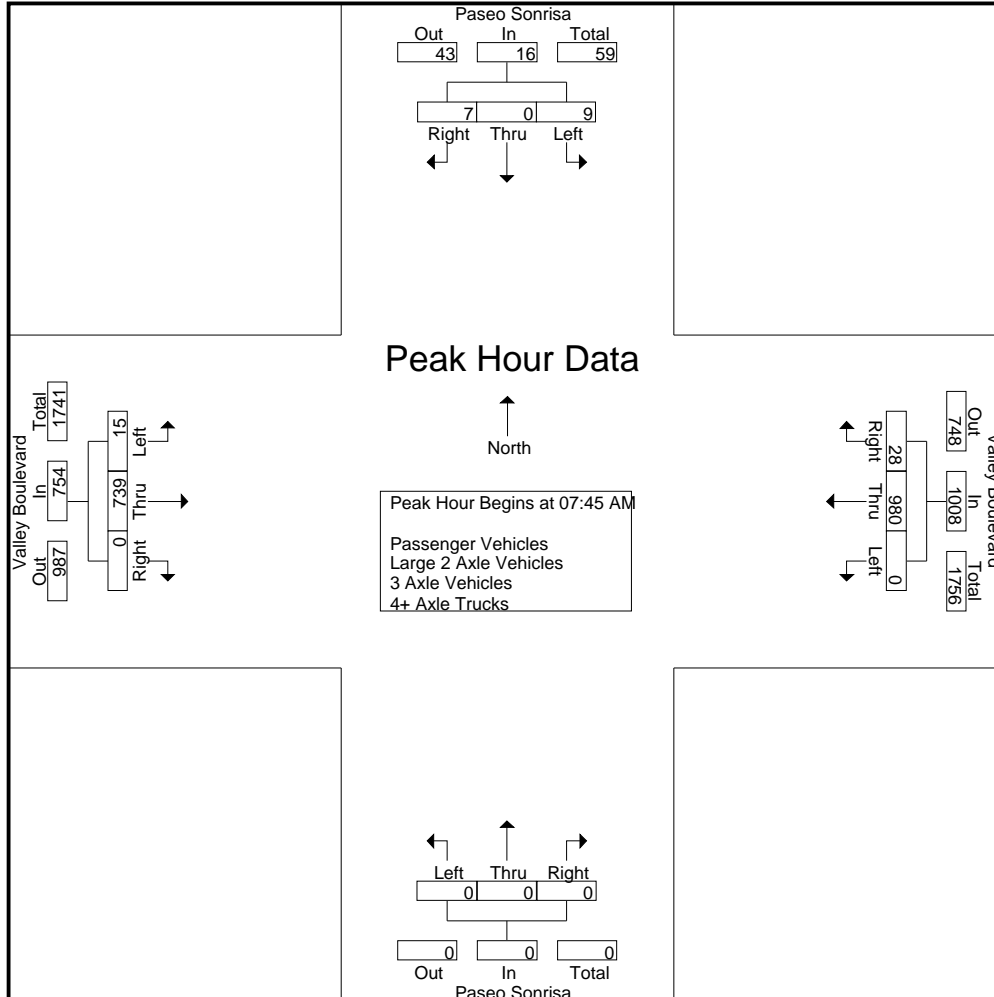 Paseo Sonrisa
Out In Total
43 16 59
7 0 9
Right Thru Left
Peak Hour Data
North
Peak Hour Begins at 07:45 AM
Passenger Vehicles
Large 2 Axle Vehicles
3 Axle Vehicles
4+ Axle Trucks
Valley Boulevard
Out In Total
987 754 1741
15 739 0
Left Thru Right
Valley Boulevard
Out In Total
748 1008 1756
28 980 0
Right Thru Left
Left Thru Right
0 0 0
0 0 0
Out In Total
Paseo Sonrisa